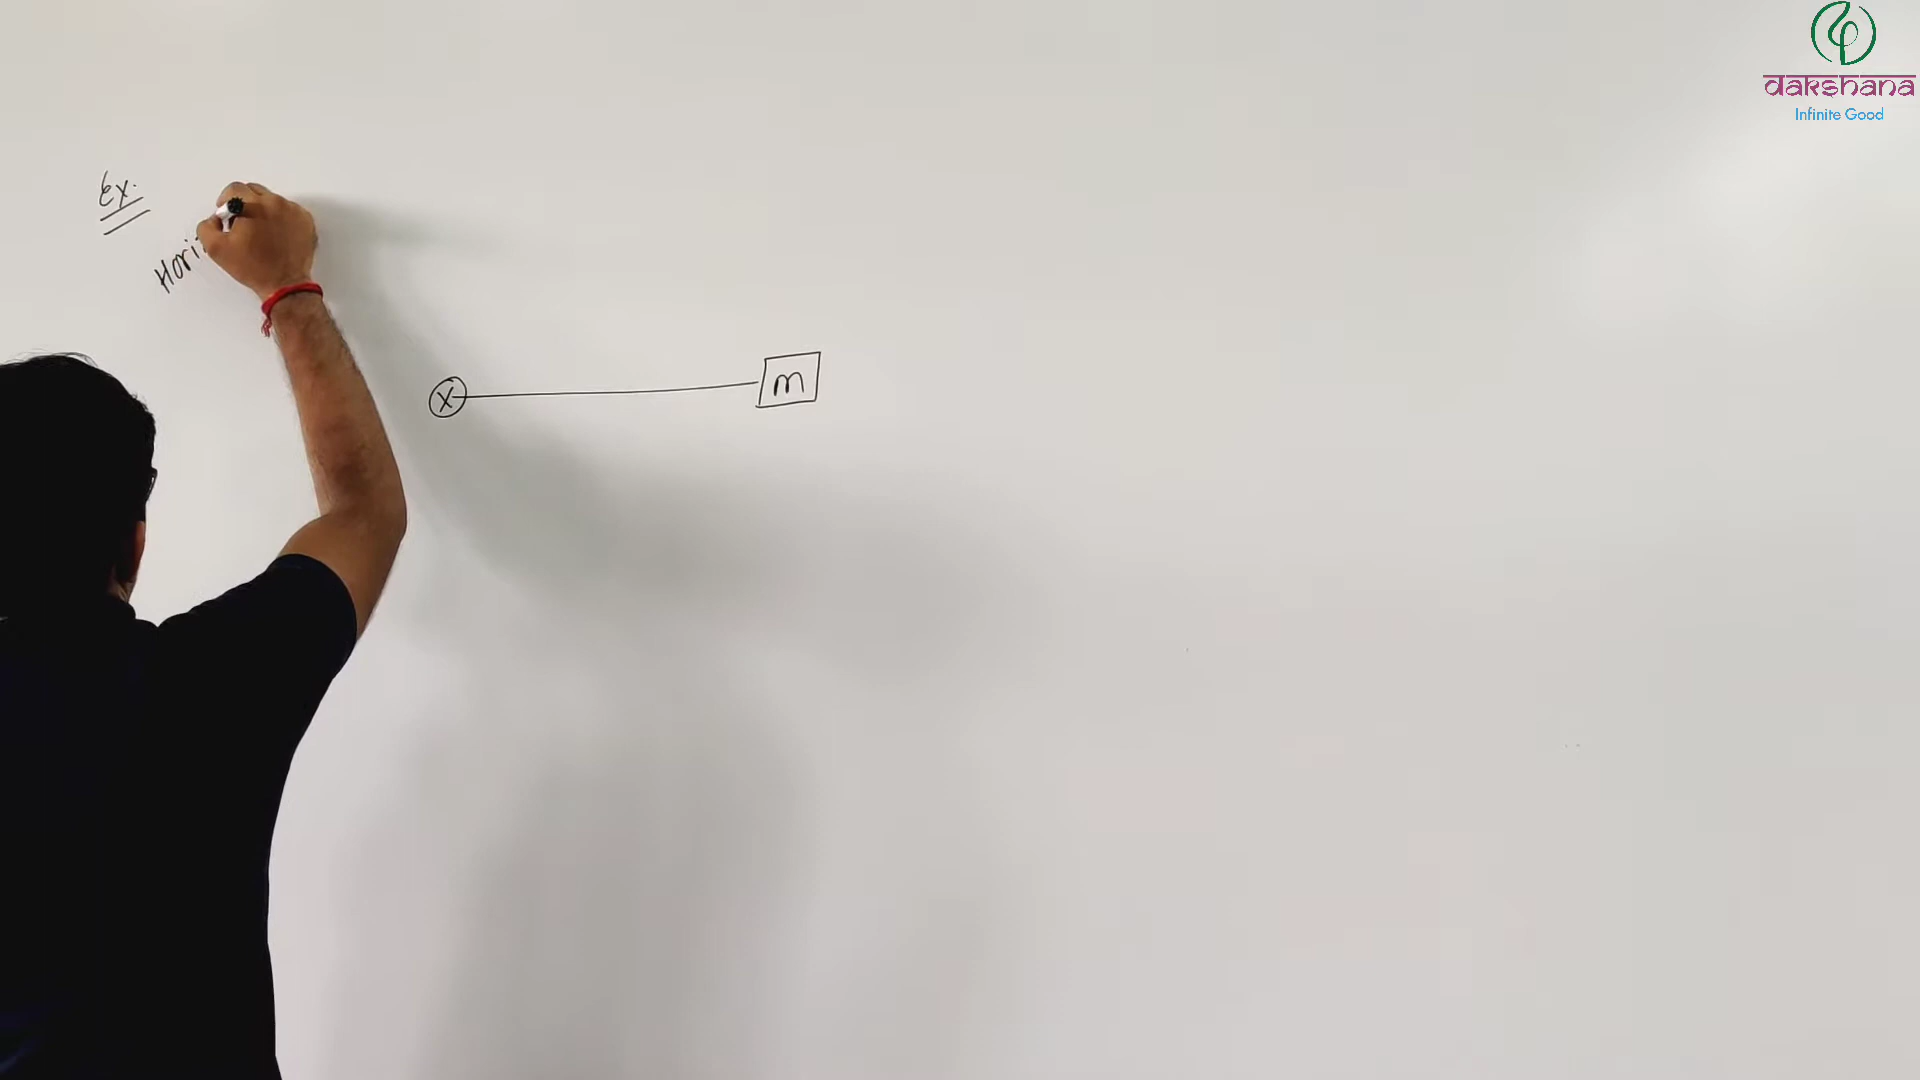 dakshana
Infinite Good
Ex.
Hori
X
m